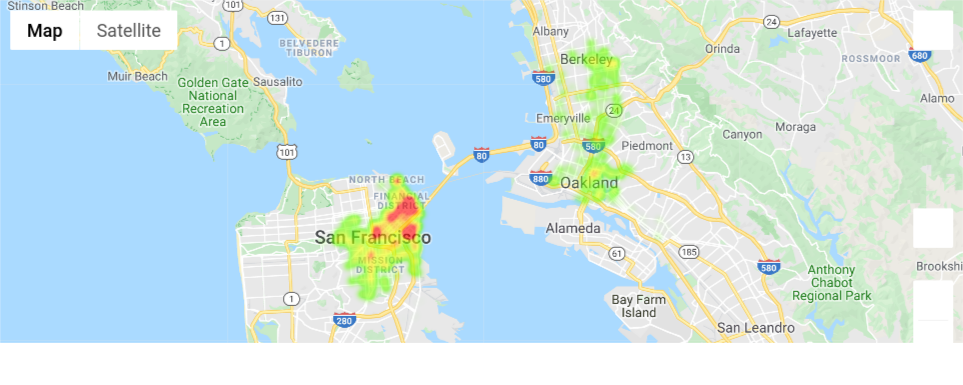 Stinson Beach
101
131
24
Map
Satellite
1
BELVEDERE
TIBURON
Albany
Lafayette
Orinda
Berkeley
680
ROSSMOOR
Muir Beach
Golden Gate
National
Recreation
Area
Sausalito
580
Alamo
24
Emeryville
Canyon
Moraga
101
80
80
580
Piedmont
13
NORTH BEACH
880
Oakland
FINANCIAL
DISTRICT
San Francisco
Alameda
MISSION
DISTRICT
61
185
580
Brookshi
Anthony
Chabot
Regional Park
1
Bay Farm
Island
280
San Leandro